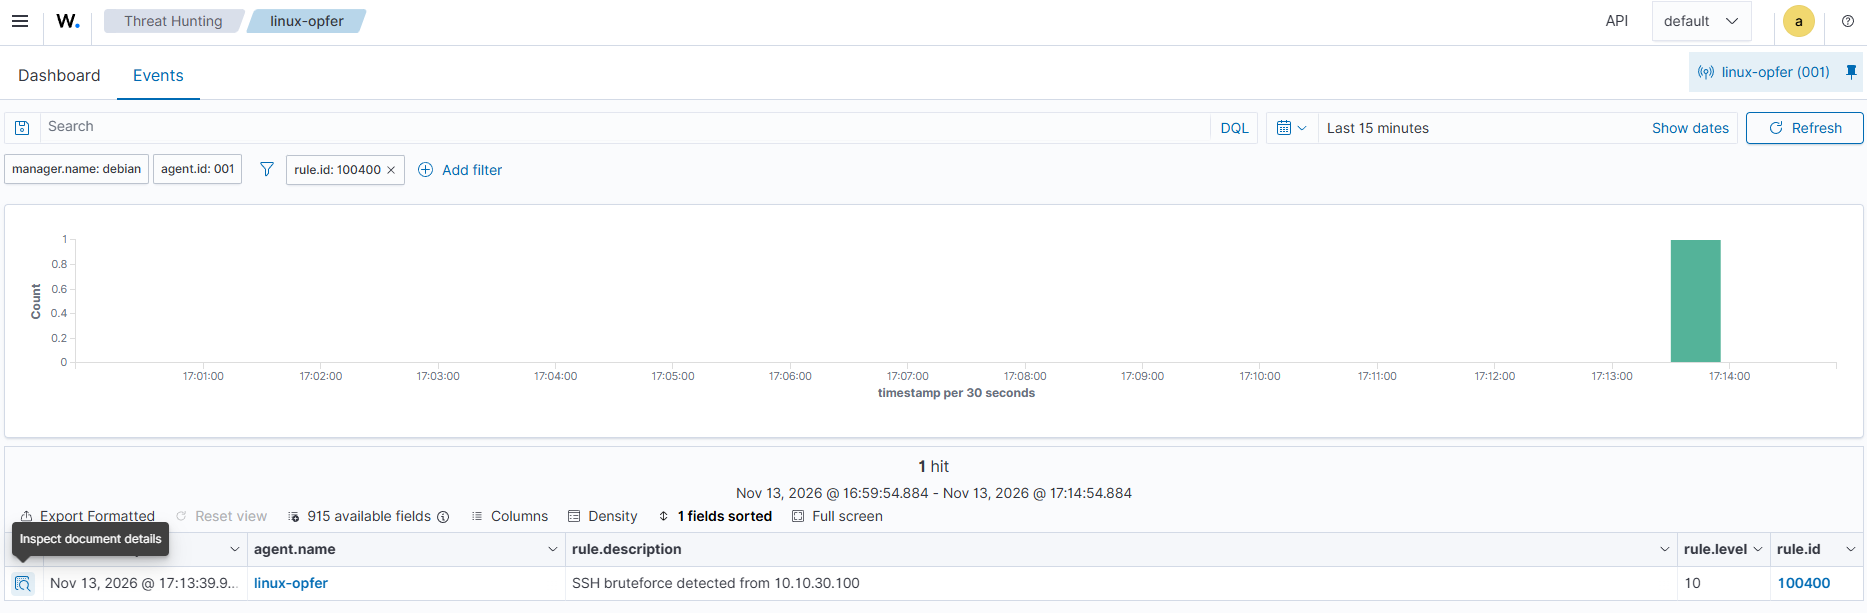 W. Threat Hunting linux-opfer API default a
Dashboard Events linux-opfer (001)
Search DQL Last 15 minutes Show dates Refresh
manager.name: debian agent.id: 001 rule.id: 100400 × Add filter
Count
1
0.8
0.6
0.4
0.2
0
17:01:00 17:02:00 17:03:00 17:04:00 17:05:00 17:06:00 17:07:00 17:08:00 17:09:00 17:10:00 17:11:00 17:12:00 17:13:00 17:14:00
timestamp per 30 seconds
1 hit
Nov 13, 2026 @ 16:59:54.884 - Nov 13, 2026 @ 17:14:54.884
Export Formatted Reset view 915 available fields Columns Density 1 fields sorted Full screen
Inspect document details
agent.name rule.description rule.level rule.id
Nov 13, 2026 @ 17:13:39.9... linux-opfer SSH bruteforce detected from 10.10.30.100 10 100400